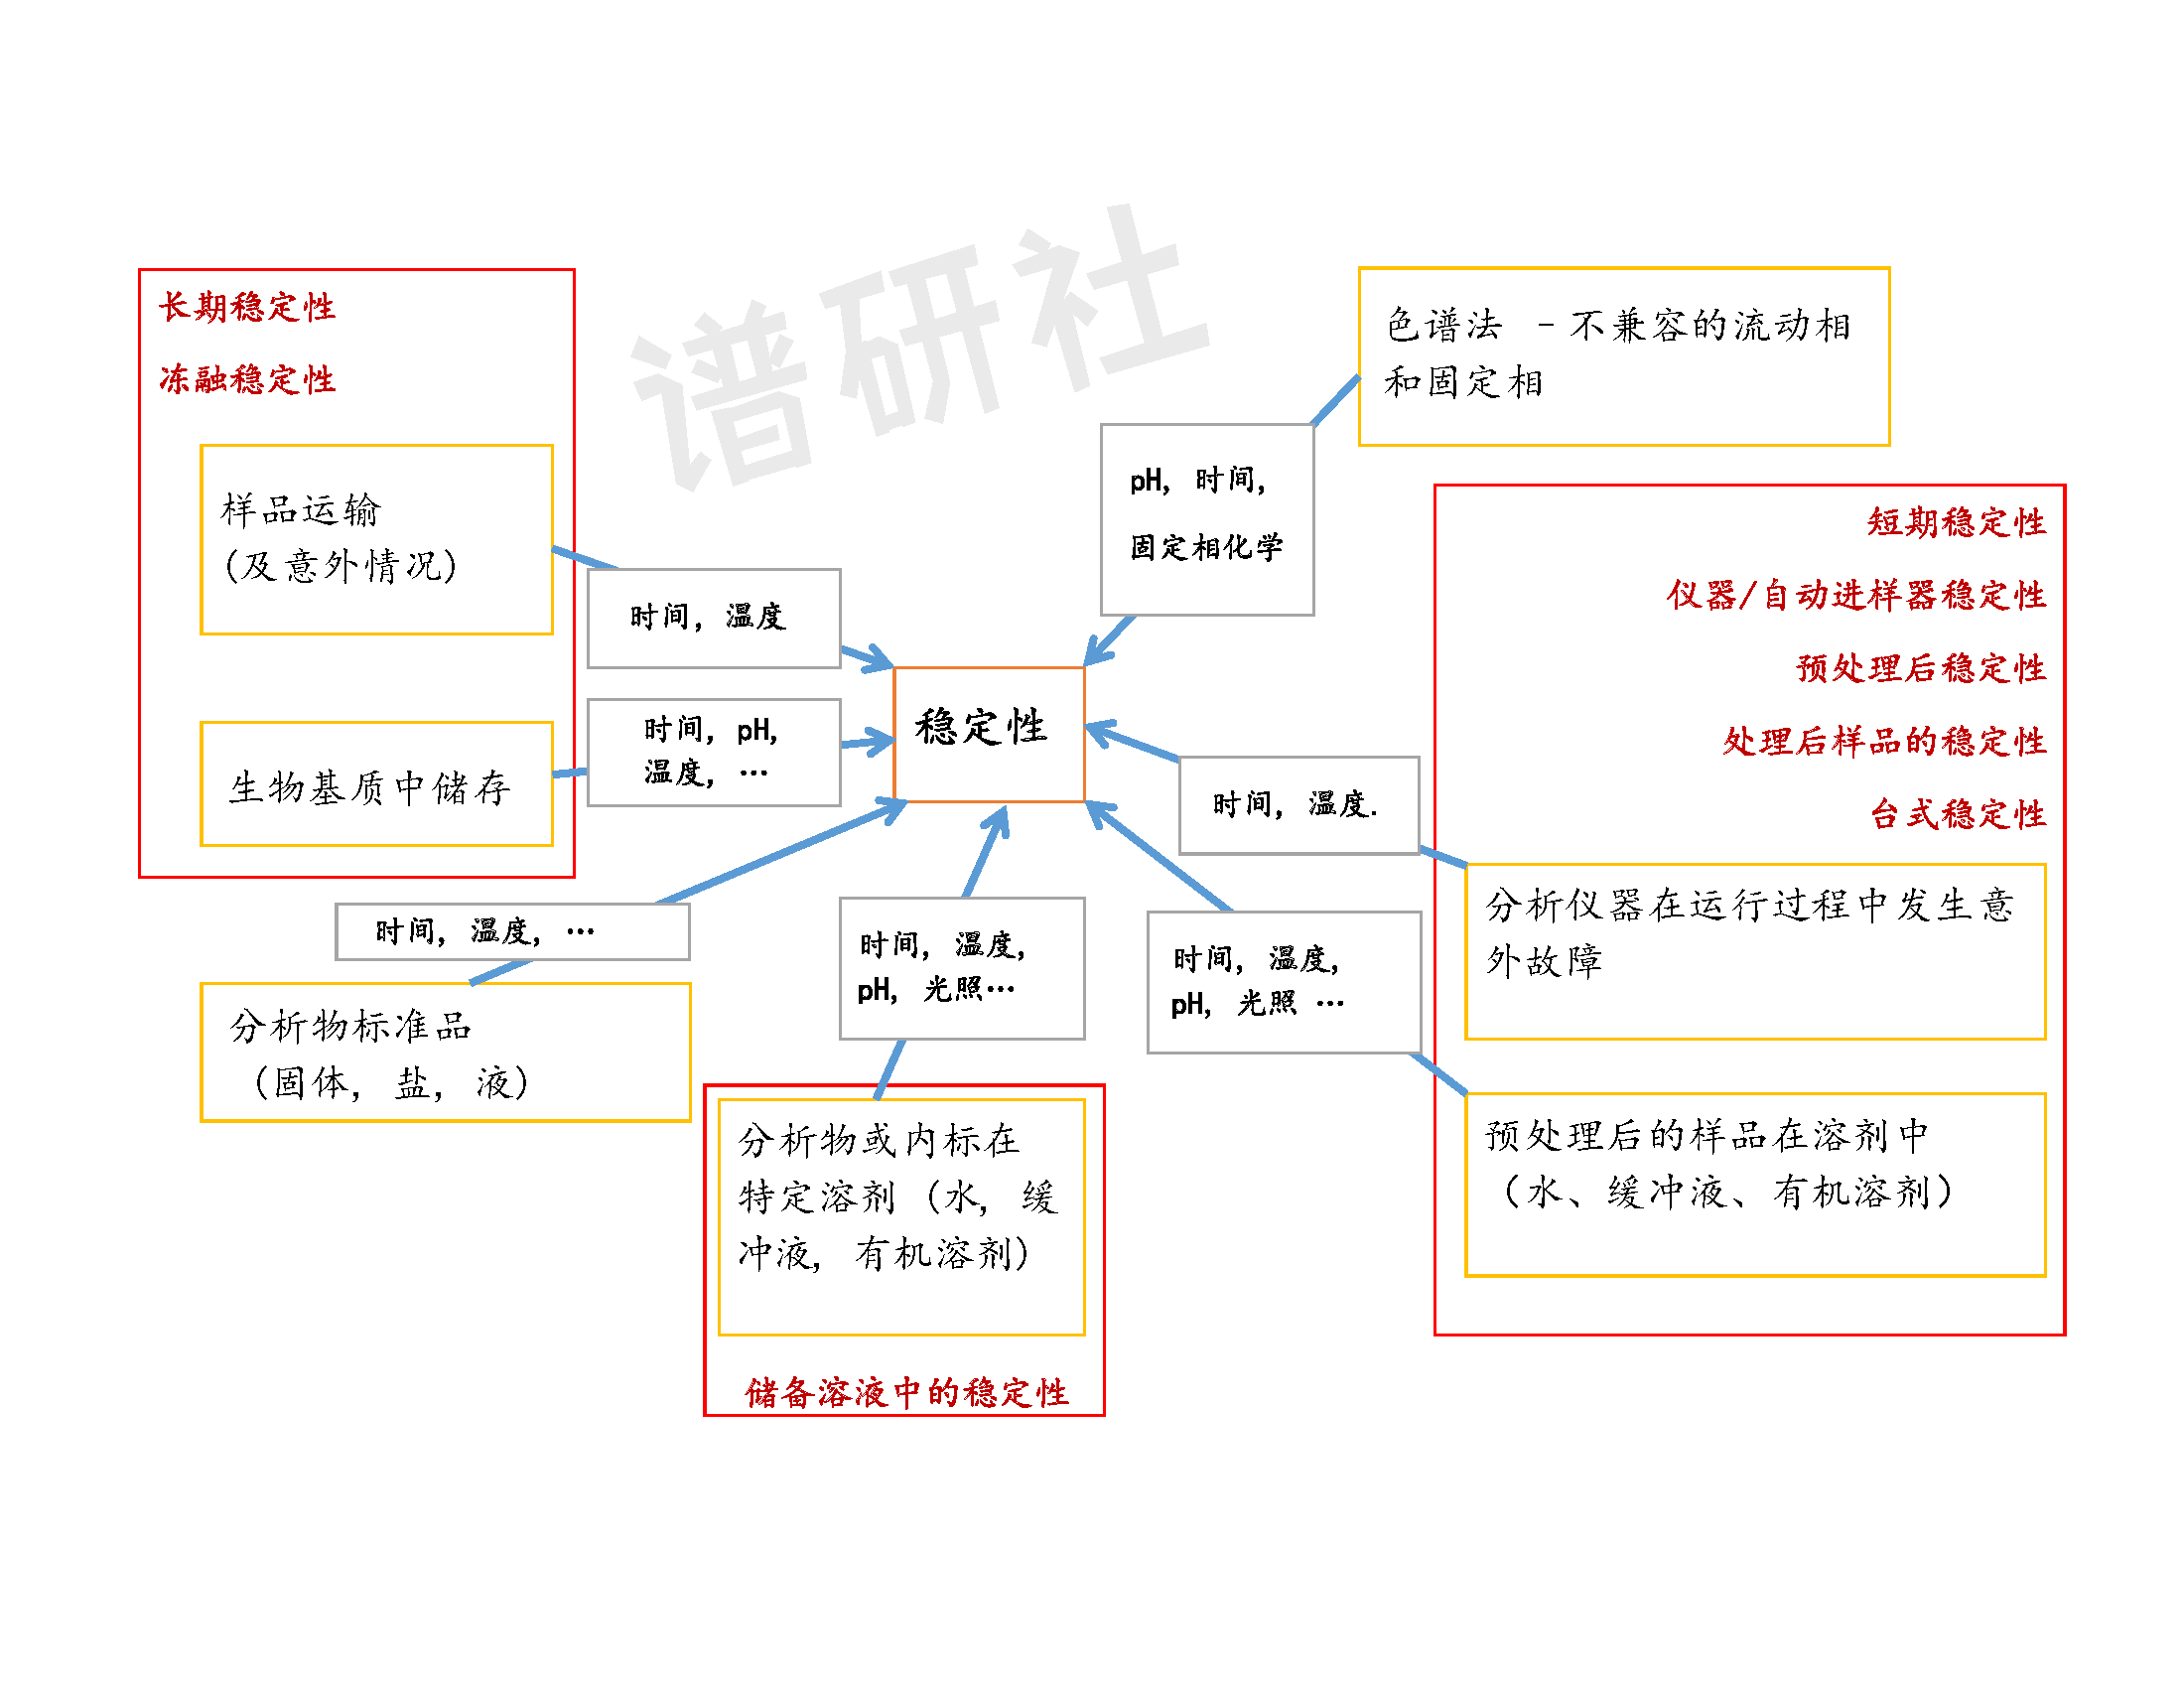 谱研社
长期稳定性
冻融稳定性
样品运输
(及意外情况)
时间, 温度
生物基质中储存
时间, pH,
温度, …
时间, 温度, …
分析物标准品
(固体, 盐, 液)
稳定性
时间, 温度,
pH, 光照…
分析物或内标在
特定溶剂 (水, 缓
冲液, 有机溶剂)
储备溶液中的稳定性
色谱法 -不兼容的流动相
和固定相
pH, 时间,
固定相化学
短期稳定性
仪器/自动进样器稳定性
预处理后稳定性
处理后样品的稳定性
台式稳定性
时间, 温度.
分析仪器在运行过程中发生意
外故障
时间, 温度,
pH, 光照 …
预处理后的样品在溶剂中
（水、缓冲液、有机溶剂）